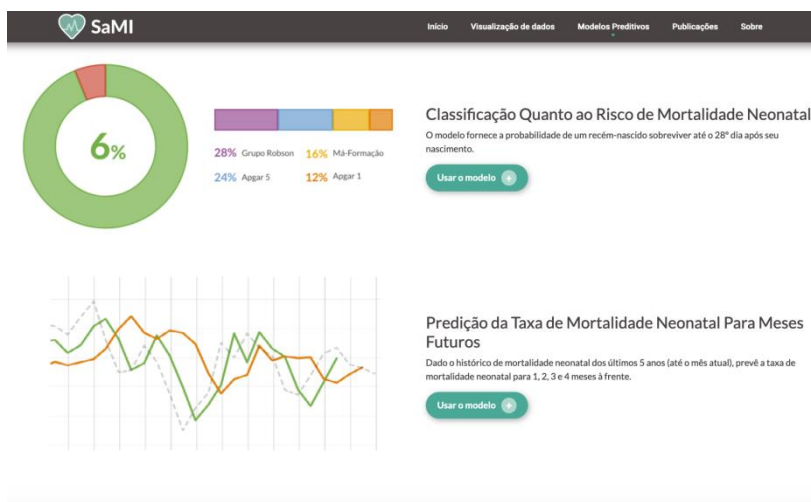 SaMI
Início Visualização de dados Modelos Preditivos Publicações Sobre
6%
28% Grupo Robson 16% Má-Formação
24% Apgar 5 12% Apgar 1
Classificação Quanto ao Risco de Mortalidade Neonatal
O modelo fornece a probabilidade de um recém-nascido sobreviver até o 28º dia após seu
nascimento.
Usar o modelo +
Predição da Taxa de Mortalidade Neonatal Para Meses
Futuros
Dado o histórico de mortalidade neonatal dos últimos 5 anos (até o mês atual), prevê a taxa de
mortalidade neonatal para 1, 2, 3 e 4 meses à frente.
Usar o modelo +